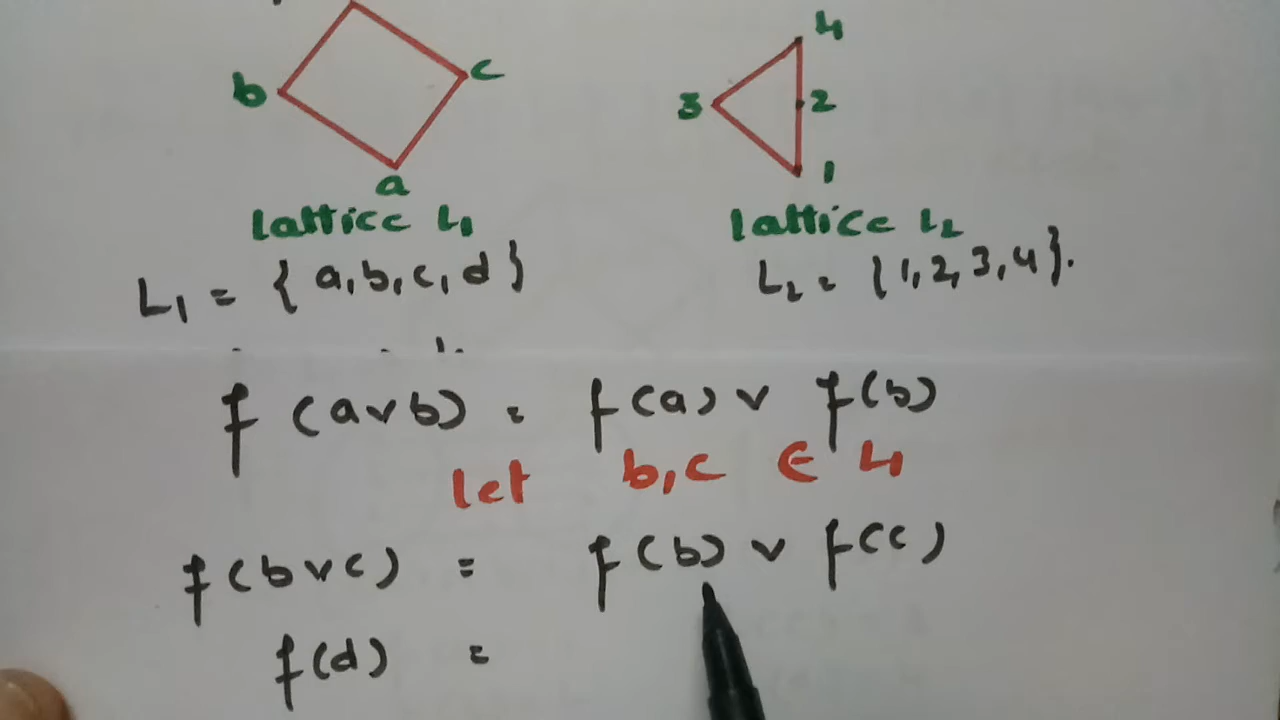 4
b
c
3
2
a
1
lattice L1
lattice L2
L1 = { a, b, c, d }
L2 = { 1, 2, 3, 4 }.
f (a v b) = f(a) v f(b)
let b, c ∈ L1
f(b v c) = f(b) v f(c)
f(d) =